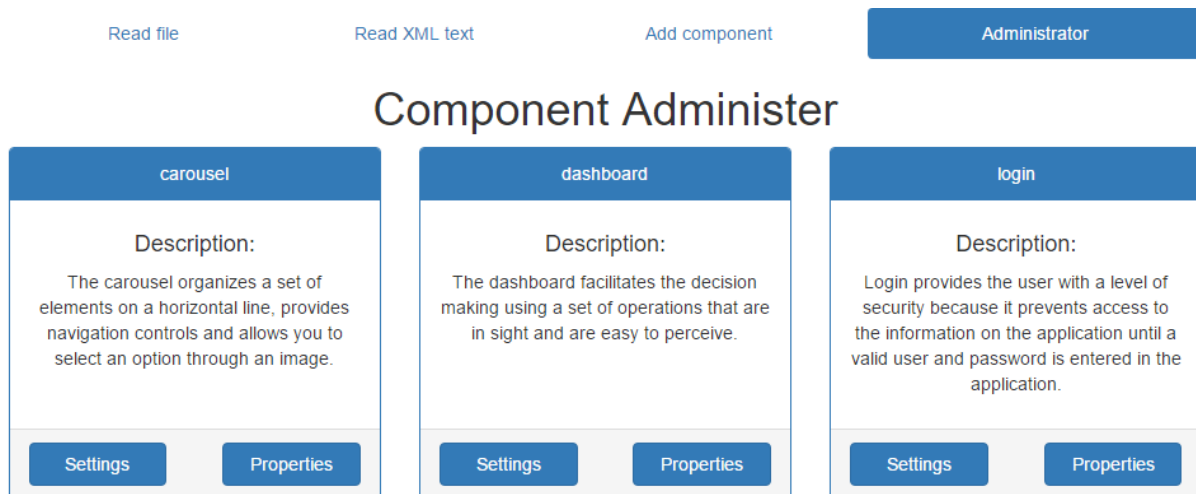 Read file
Read XML text
Add component
Administrator
Component Administer
carousel
Description:
The carousel organizes a set of
elements on a horizontal line, provides
navigation controls and allows you to
select an option through an image.
Settings
Properties
dashboard
Description:
The dashboard facilitates the decision
making using a set of operations that are
in sight and are easy to perceive.
Settings
Properties
login
Description:
Login provides the user with a level of
security because it prevents access to
the information on the application until a
valid user and password is entered in the
application.
Settings
Properties